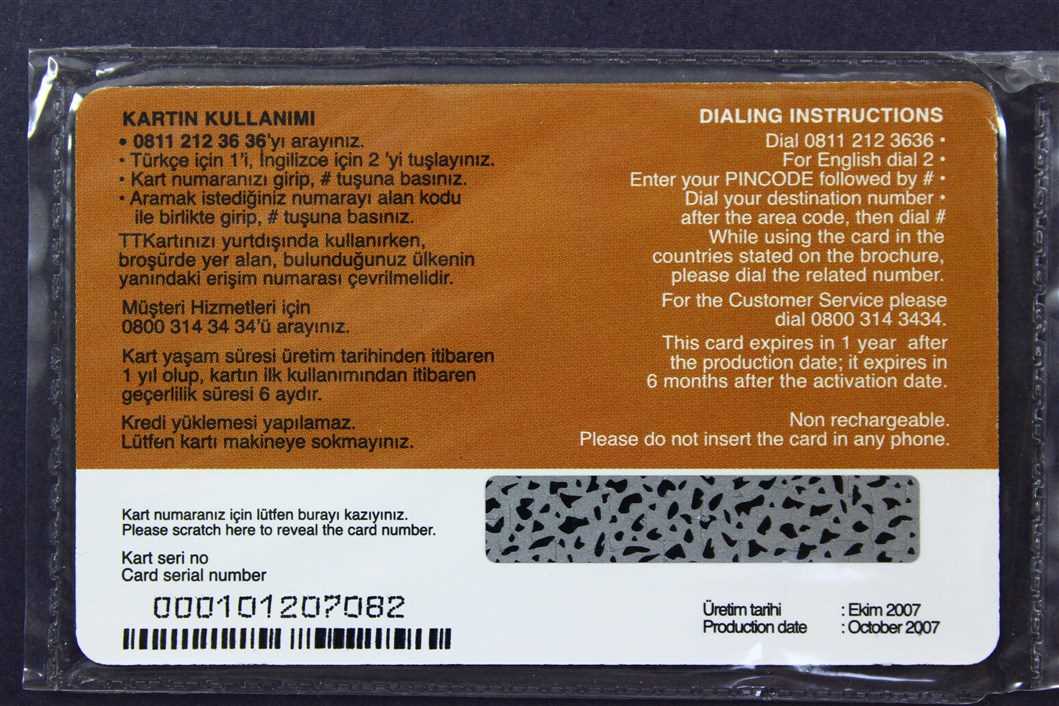 KARTIN KULLANIMI
• 0811 212 36 36'yı arayınız.
• Türkçe için 1'i, İngilizce için 2 'yi tuşlayınız.
• Kart numaranızı girip, # tuşuna basınız.
• Aramak istediğiniz numarayı alan kodu
ile birlikte girip, # tuşuna basınız.
TTKartınızı yurtdışında kullanırken,
broşürde yer alan, bulunduğunuz ülkenin
yanındaki erişim numarası çevrilmelidir.
Müşteri Hizmetleri için
0800 314 34 34'ü arayınız.
Kart yaşam süresi üretim tarihinden itibaren
1 yıl olup, kartın ilk kullanımından itibaren
geçerlilik süresi 6 aydır.
Kredi yüklemesi yapılamaz.
Lütfen kartı makineye sokmayınız.
DIALING INSTRUCTIONS
Dial 0811 212 3636 •
For English dial 2 •
Enter your PINCODE followed by # •
Dial your destination number •
after the area code, then dial #
While using the card in the
countries stated on the brochure,
please dial the related number.
For the Customer Service please
dial 0800 314 3434.
This card expires in 1 year after
the production date; it expires in
6 months after the activation date.
Non rechargeable.
Please do not insert the card in any phone.
Kart numaranız için lütfen burayı kazıyınız.
Please scratch here to reveal the card number.
Kart seri no
Card serial number
000101207082
Üretim tarihi : Ekim 2007
Production date : October 2007